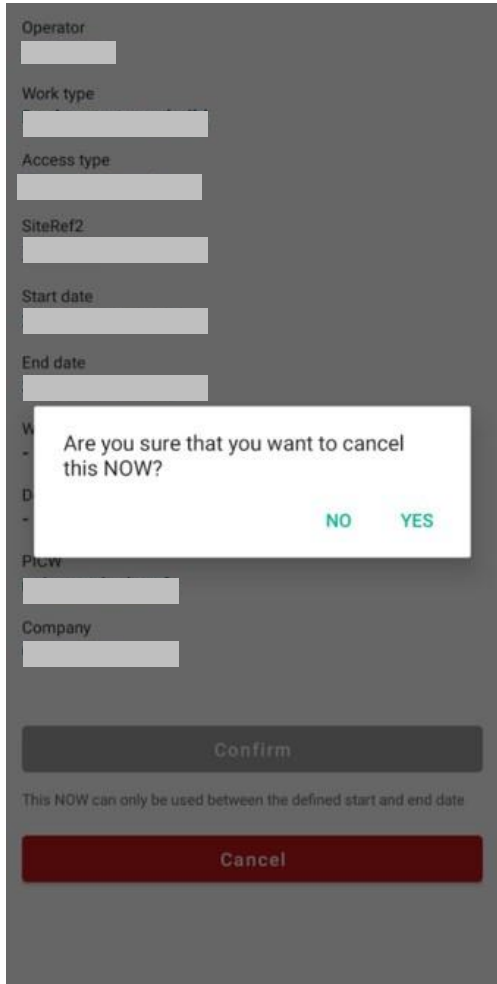 Operator
Work type
Access type
SiteRef2
Start date
End date
W
-
Are you sure that you want to cancel
this NOW?
D
-
NO YES
PICW
Company
Confirm
This NOW can only be used between the defined start and end date
Cancel